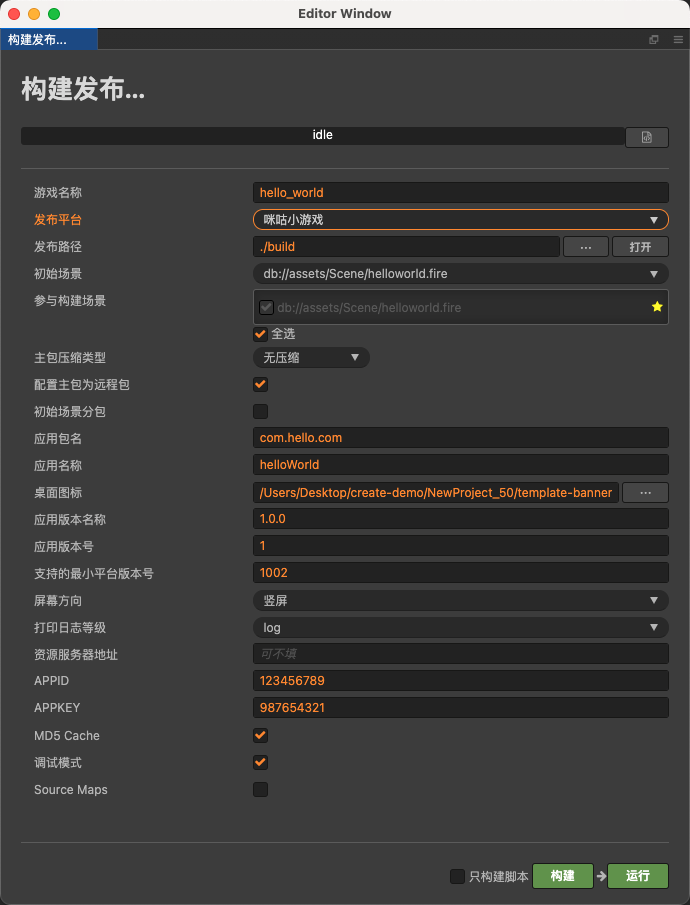 Editor Window
构建发布...
构建发布...
idle
游戏名称 hello_world
发布平台 咪咕小游戏
发布路径 ./build ··· 打开
初始场景 db://assets/Scene/helloworld.fire
参与构建场景 db://assets/Scene/helloworld.fire
全选
主包压缩类型 无压缩
配置主包为远程包
初始场景分包
应用包名 com.hello.com
应用名称 helloWorld
桌面图标 /Users/Desktop/create-demo/NewProject_50/template-banner ···
应用版本名称 1.0.0
应用版本号 1
支持的最小平台版本号 1002
屏幕方向 竖屏
打印日志等级 log
资源服务器地址 可不填
APPID 123456789
APPKEY 987654321
MD5 Cache
调试模式
Source Maps
只构建脚本 构建 运行